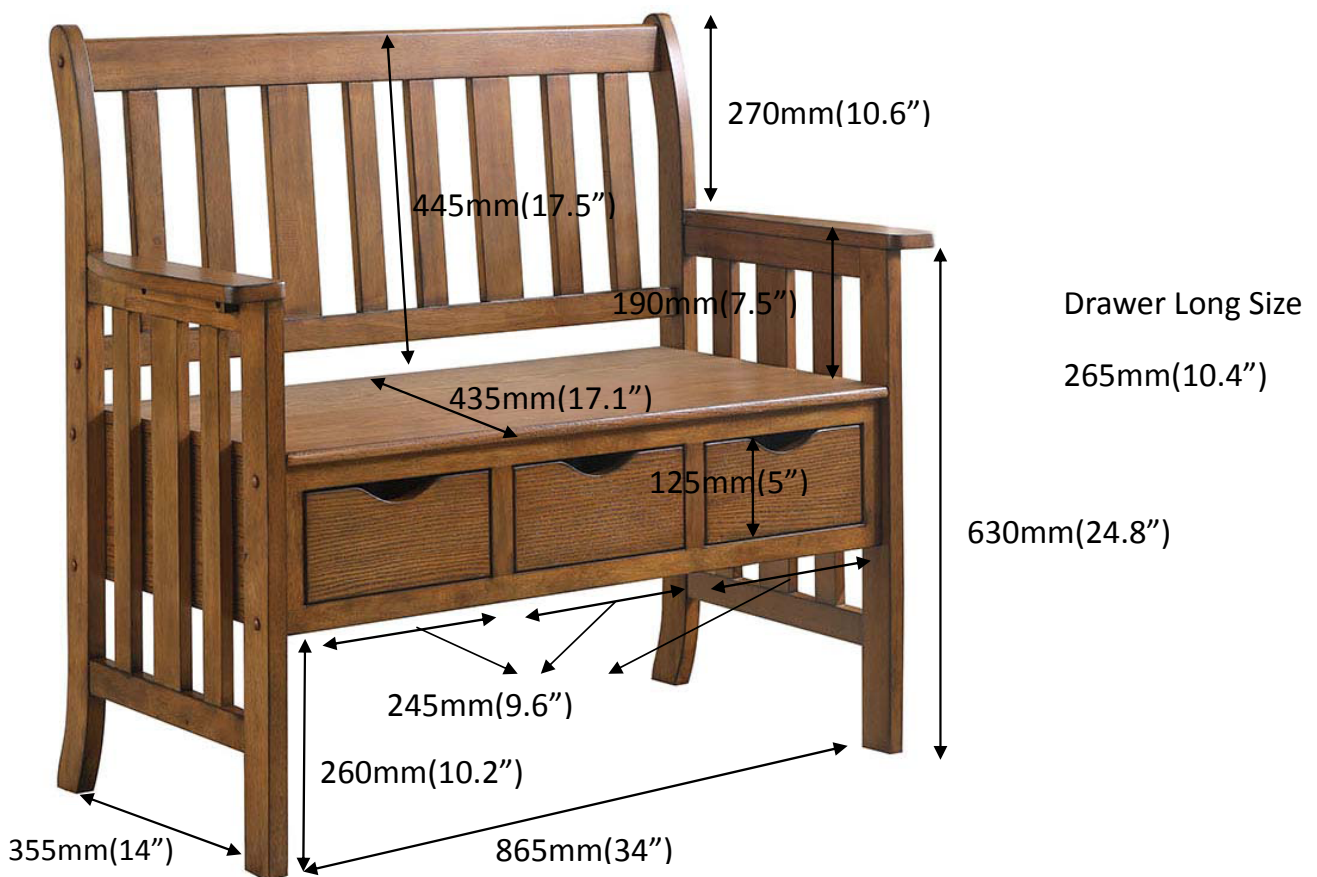 270mm(10.6”)
445mm(17.5”)
190mm(7.5”)
Drawer Long Size
265mm(10.4”)
435mm(17.1”)
125mm(5”)
630mm(24.8”)
245mm(9.6”)
260mm(10.2”)
355mm(14”)
865mm(34”)